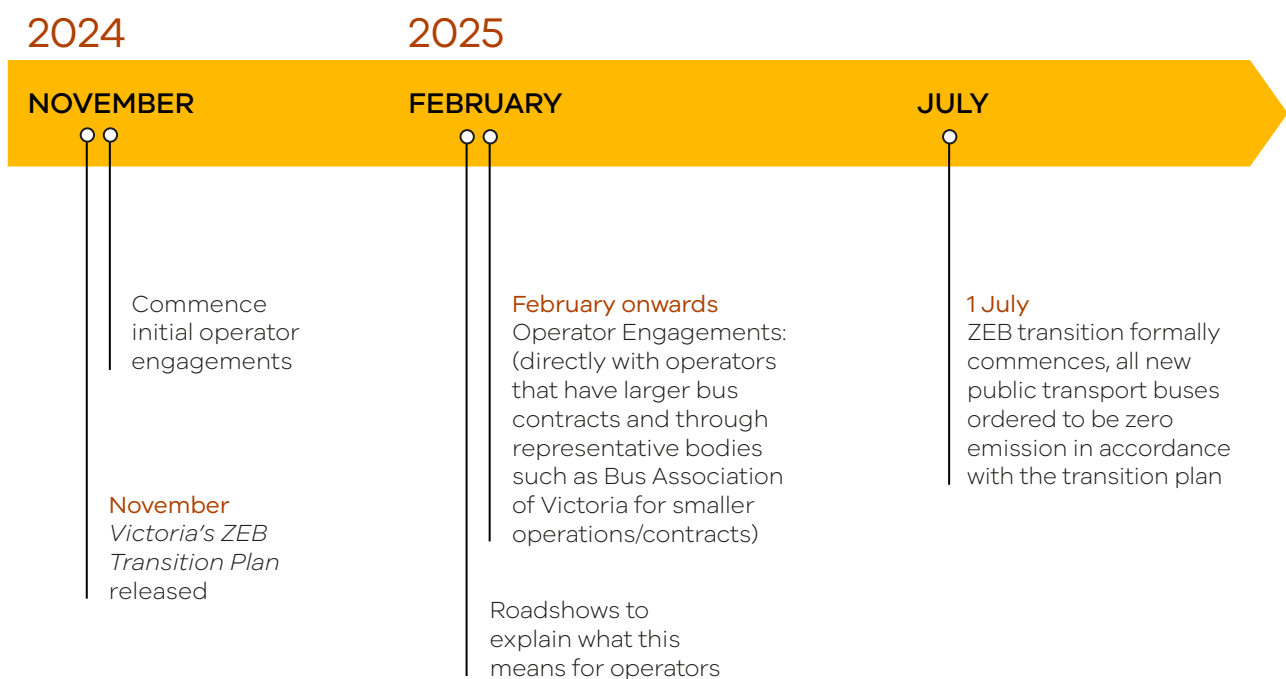 2024
2025
NOVEMBER
FEBRUARY
JULY
Commence
initial operator
engagements
November
Victoria's ZEB
Transition Plan
released
February onwards
Operator Engagements:
(directly with operators
that have larger bus
contracts and through
representative bodies
such as Bus Association
of Victoria for smaller
operations/contracts)
Roadshows to
explain what this
means for operators
1 July
ZEB transition formally
commences, all new
public transport buses
ordered to be zero
emission in accordance
with the transition plan